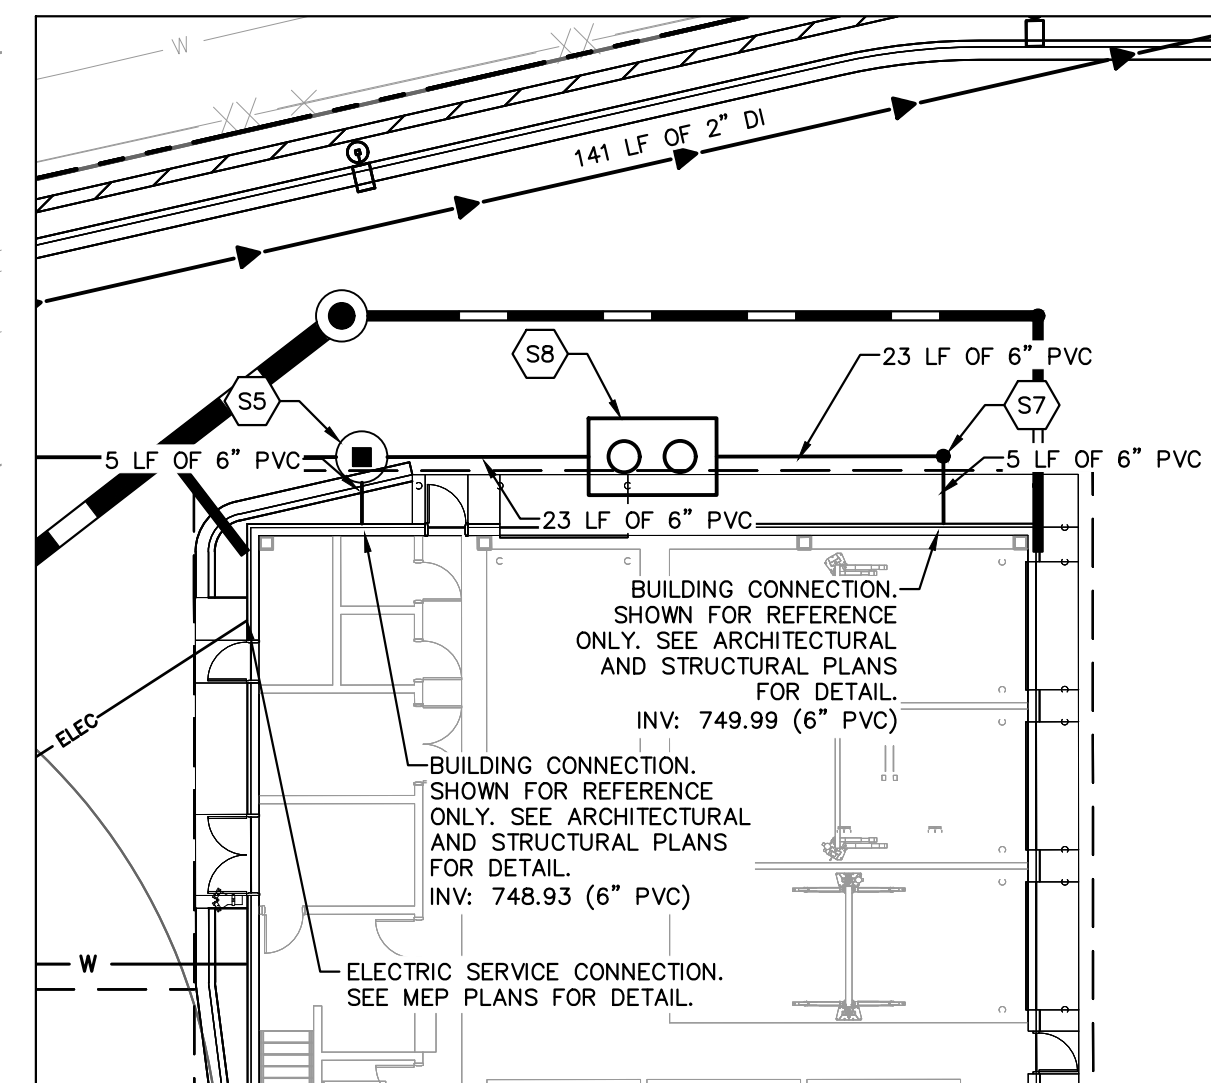 W
141 LF OF 2” DI
S8
23 LF OF 6” PVC
S5
S7
5 LF OF 6” PVC
5 LF OF 6” PVC
23 LF OF 6” PVC
BUILDING CONNECTION.
SHOWN FOR REFERENCE
ONLY. SEE ARCHITECTURAL
AND STRUCTURAL PLANS
FOR DETAIL.
INV: 749.99 (6” PVC)
ELEC
BUILDING CONNECTION.
SHOWN FOR REFERENCE
ONLY. SEE ARCHITECTURAL
AND STRUCTURAL PLANS
FOR DETAIL.
INV: 748.93 (6” PVC)
W
ELECTRIC SERVICE CONNECTION.
SEE MEP PLANS FOR DETAIL.